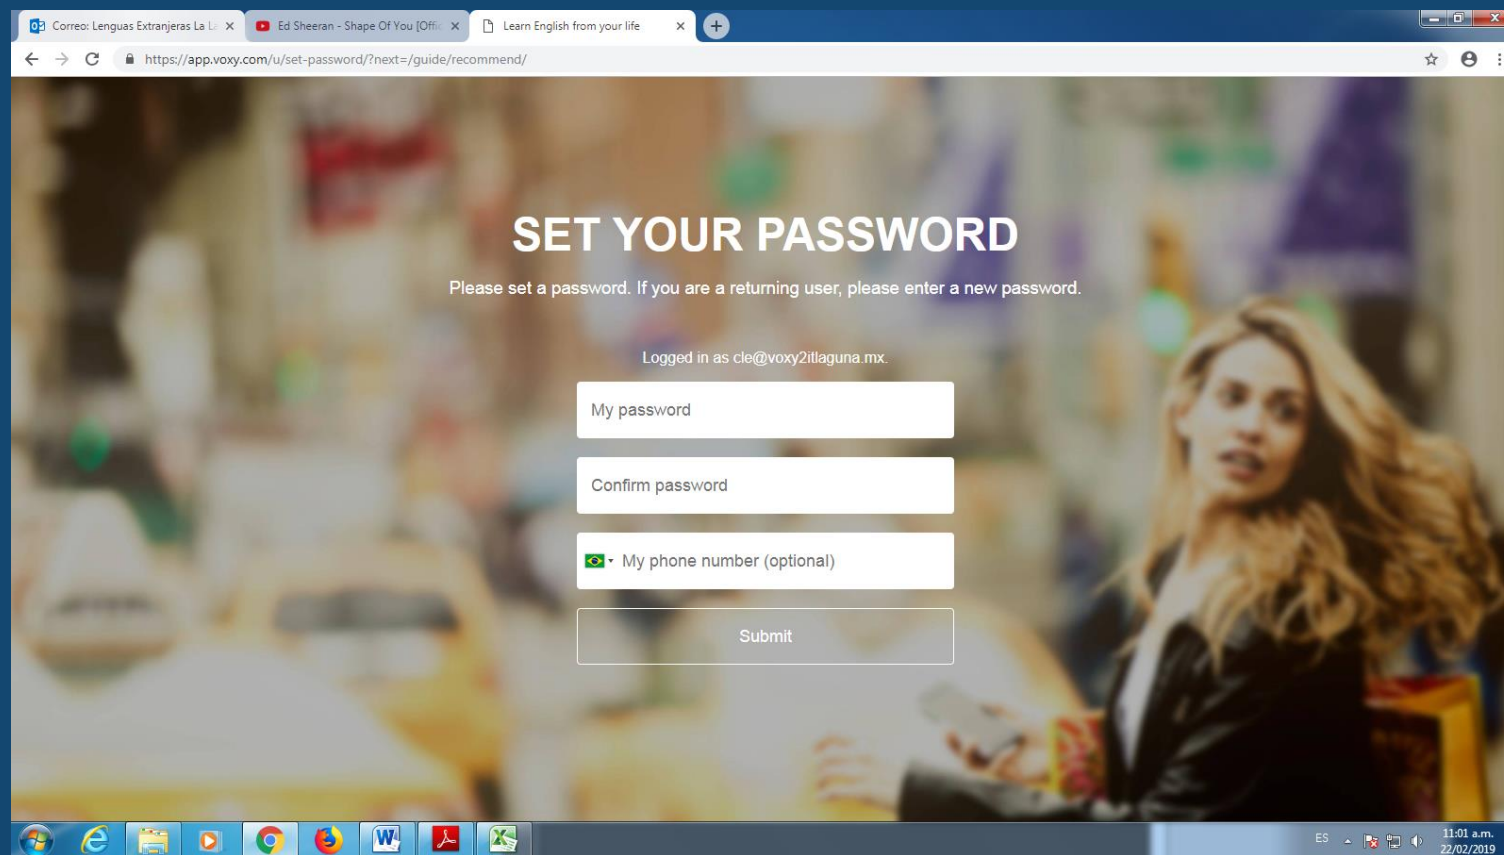 Correo: Lenguas Extranjeras La La
Ed Sheeran - Shape Of You [Offic
Learn English from your life
https://app.voxy.com/u/set-password/?next=/guide/recommend/
SET YOUR PASSWORD
Please set a password. If you are a returning user, please enter a new password.
Logged in as cle@voxy2itlaguna.mx.
My password
Confirm password
My phone number (optional)
Submit
ES
11:01 a.m.
22/02/2019